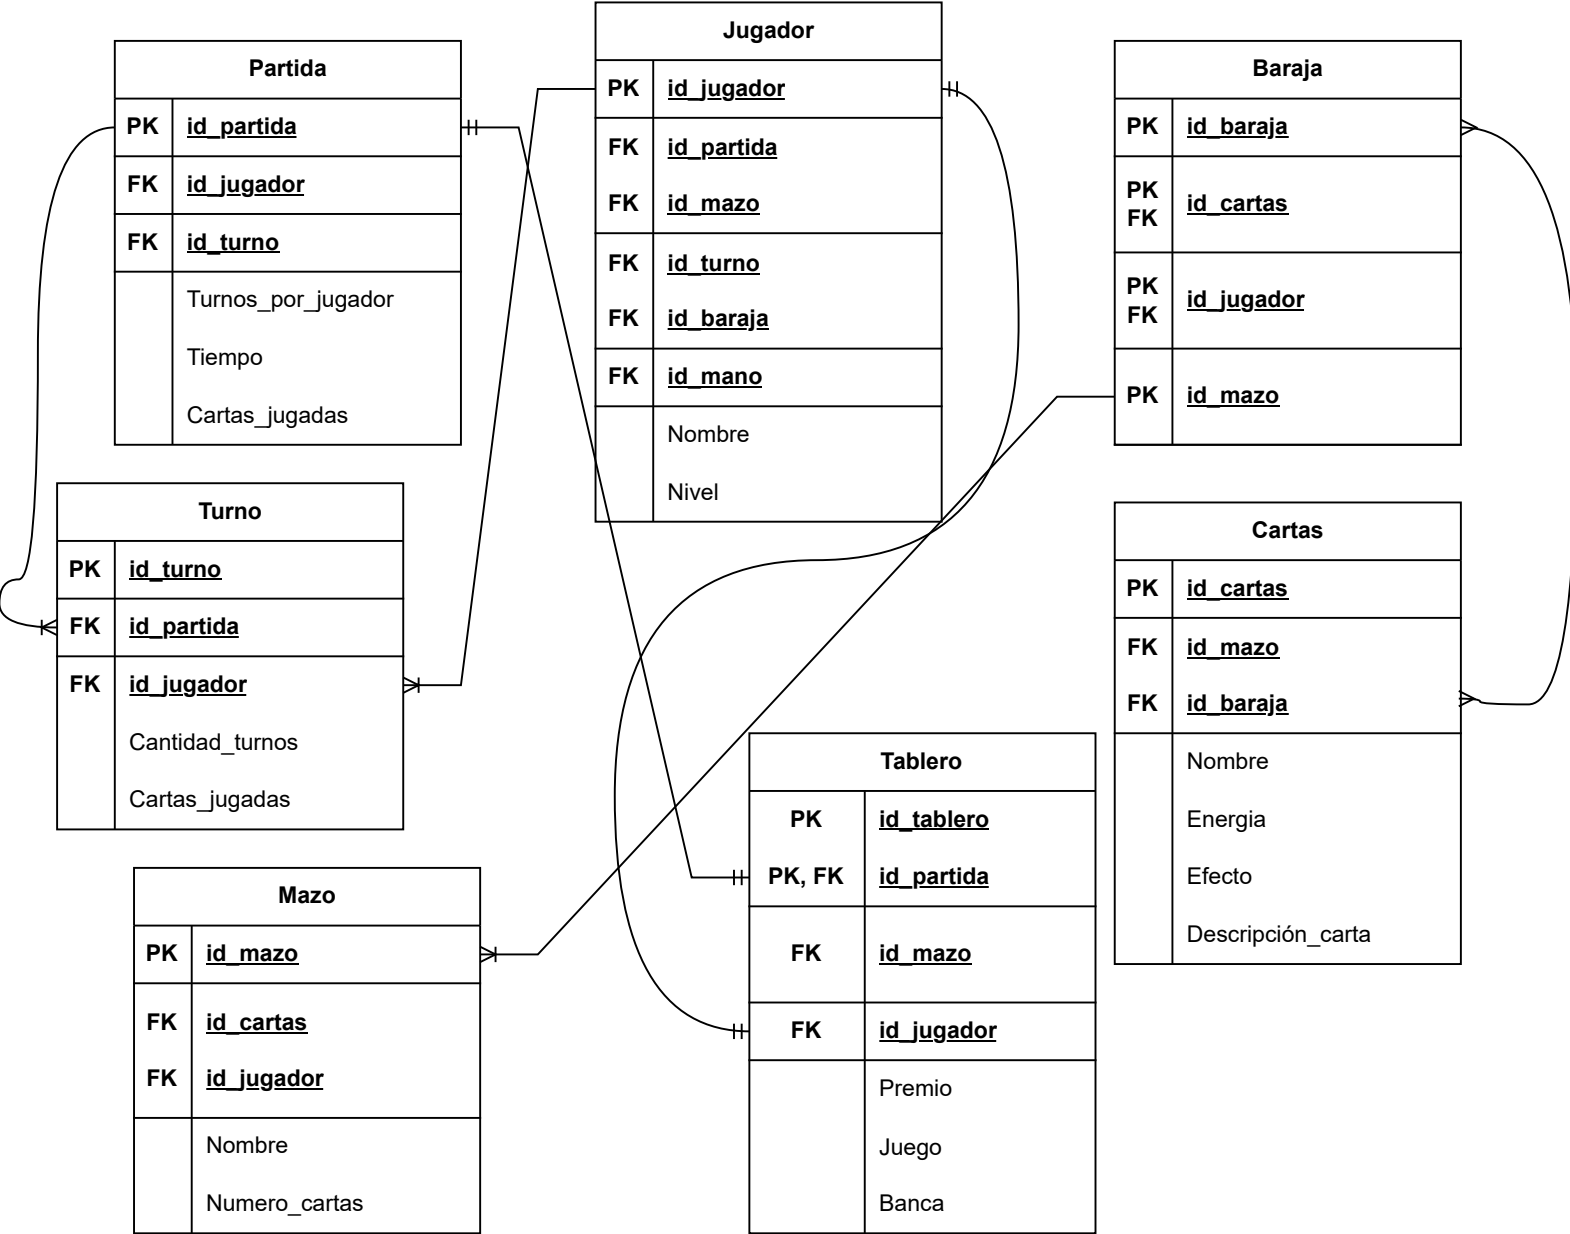 Partida
PK id_partida
FK id_jugador
FK id_turno
Turnos_por_jugador
Tiempo
Cartas_jugadas
Jugador
PK id_jugador
FK id_partida
FK id_mazo
FK id_turno
FK id_baraja
FK id_mano
Nombre
Nivel
Baraja
PK id_baraja
PK
FK id_cartas
PK
FK id_jugador
PK id_mazo
Turno
PK id_turno
FK id_partida
FK id_jugador
Cantidad_turnos
Cartas_jugadas
Cartas
PK id_cartas
FK id_mazo
FK id_baraja
Nombre
Energia
Efecto
Descripción_carta
Tablero
PK id_tablero
PK, FK id_partida
FK id_mazo
FK id_jugador
Premio
Juego
Banca
Mazo
PK id_mazo
FK id_cartas
FK id_jugador
Nombre
Numero_cartas